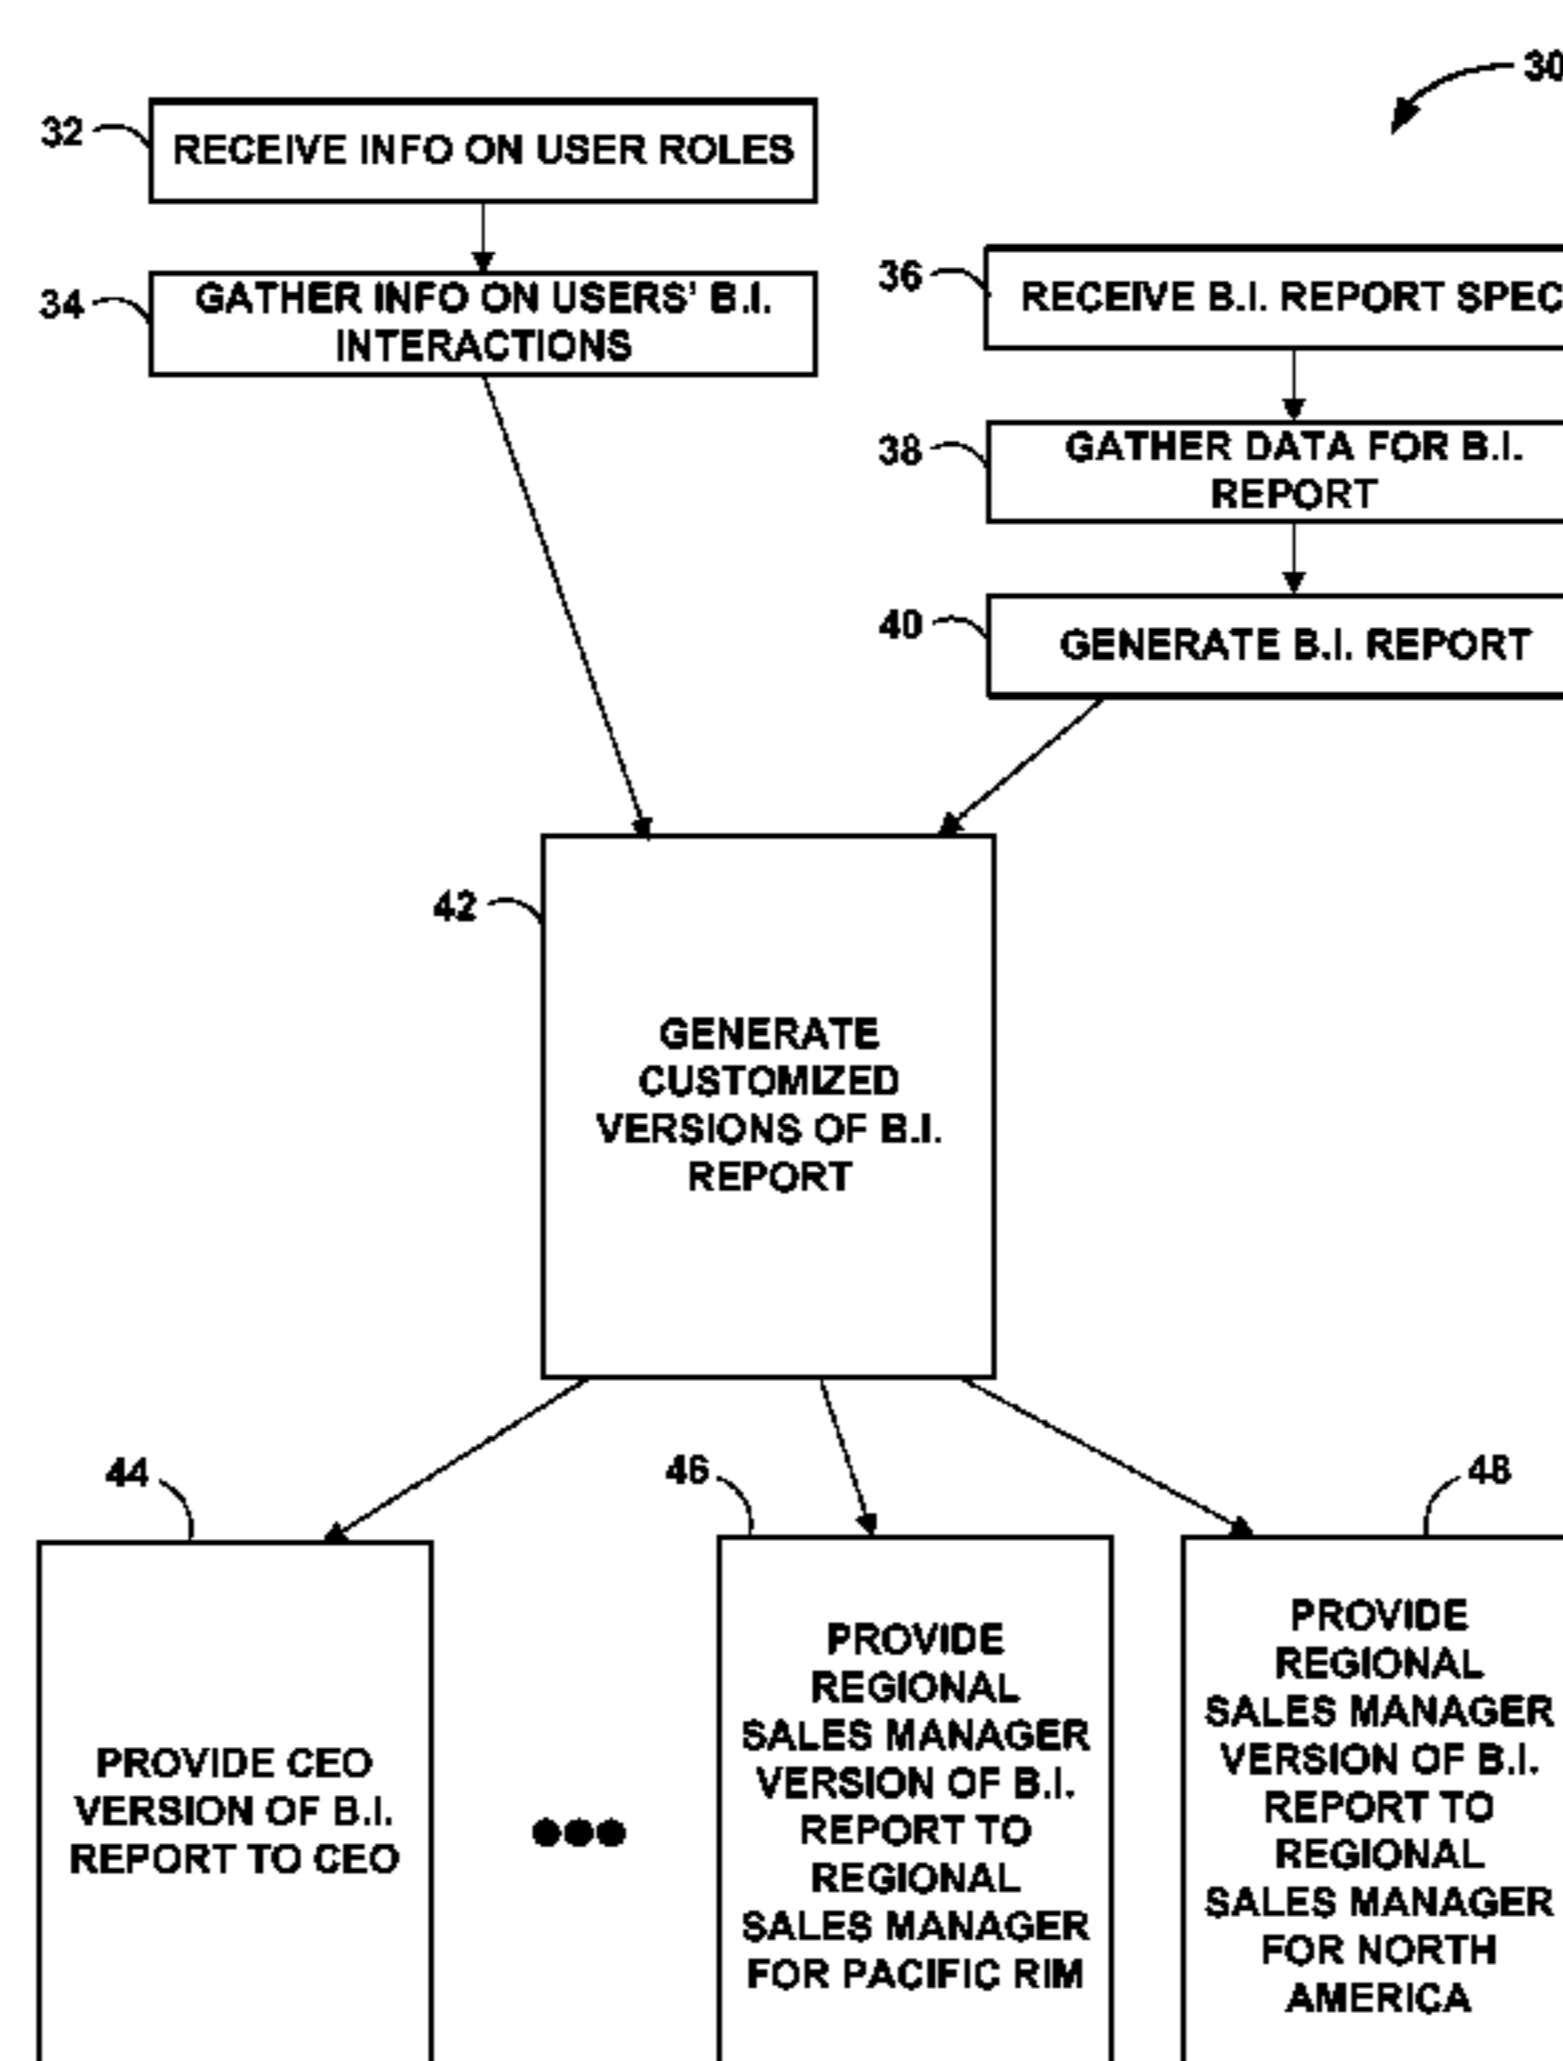 30
32
RECEIVE INFO ON USER ROLES
34
GATHER INFO ON USERS' B.I.
INTERACTIONS
36
RECEIVE B.I. REPORT SPEC
38
GATHER DATA FOR B.I.
REPORT
40
GENERATE B.I. REPORT
42
GENERATE
CUSTOMIZED
VERSIONS OF B.I.
REPORT
44
PROVIDE CEO
VERSION OF B.I.
REPORT TO CEO
46
PROVIDE
REGIONAL
SALES MANAGER
VERSION OF B.I.
REPORT TO
REGIONAL
SALES MANAGER
FOR PACIFIC RIM
48
PROVIDE
REGIONAL
SALES MANAGER
VERSION OF B.I.
REPORT TO
REGIONAL
SALES MANAGER
FOR NORTH
AMERICA